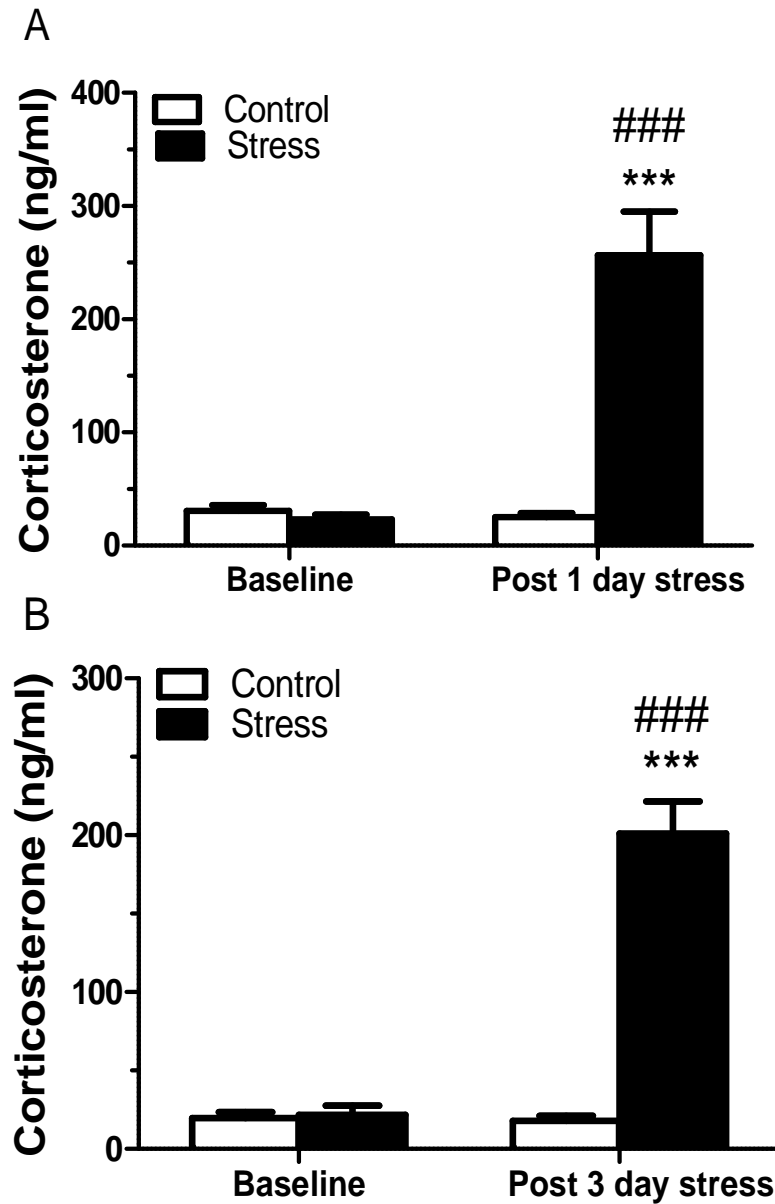 A
Corticosterone (ng/ml)
400
300
200
100
0
Control
Stress
###
***
Baseline
Post 1 day stress
B
Corticosterone (ng/ml)
300
200
100
0
Control
Stress
###
***
Baseline
Post 3 day stress